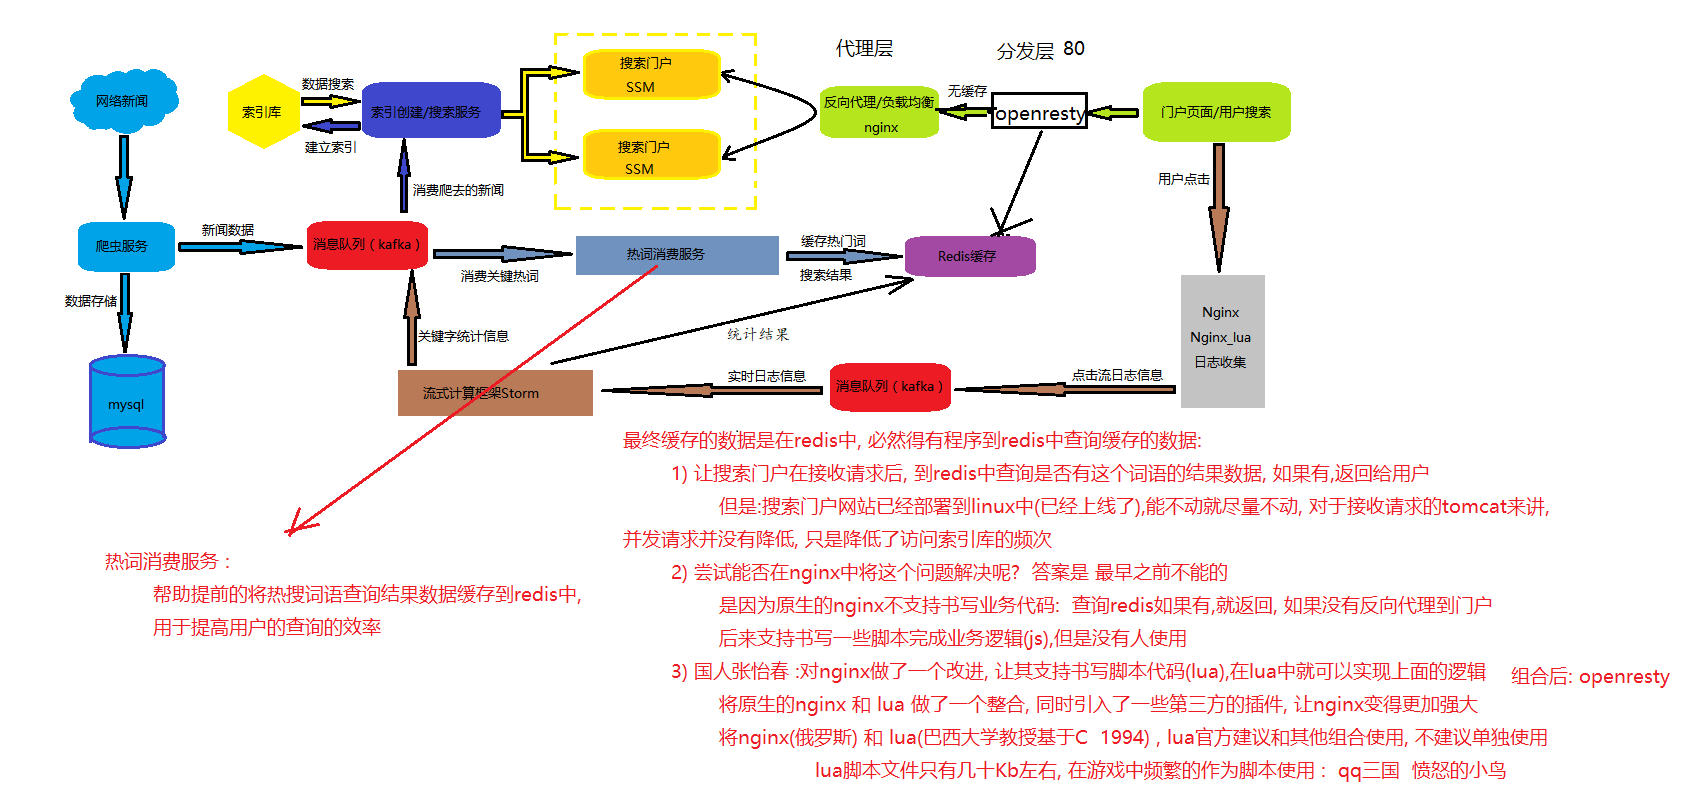 代理层
分发层 80
网络新闻
索引库
数据搜索
建立索引
索引创建/搜索服务
搜索门户
SSM
搜索门户
SSM
反向代理/负载均衡
nginx
无缓存
openresty
门户页面/用户搜索
消费爬去的新闻
用户点击
爬虫服务
新闻数据
消息队列（kafka）
消费关键热词
热词消费服务
缓存热门词
搜索结果
Redis缓存
数据存储
mysql
关键字统计信息
统计结果
流式计算框架Storm
实时日志信息
消息队列（kafka）
点击流日志信息
Nginx
Nginx_lua
日志收集
最终缓存的数据是在redis中, 必然得有程序到redis中查询缓存的数据:
1) 让搜索门户在接收请求后, 到redis中查询是否有这个词语的结果数据, 如果有,返回给用户
但是:搜索门户网站已经部署到linux中(已经上线了),能不动就尽量不动, 对于接收请求的tomcat来讲,
并发请求并没有降低, 只是降低了访问索引库的频次
2) 尝试能否在nginx中将这个问题解决呢? 答案是 最早之前不能的
是因为原生的nginx不支持书写业务代码: 查询redis如果有,就返回, 如果没有反向代理到门户
后来支持书写一些脚本完成业务逻辑(js),但是没有人使用
3) 国人张怡春 :对nginx做了一个改进, 让其支持书写脚本代码(lua),在lua中就可以实现上面的逻辑 组合后: openresty
将原生的nginx 和 lua 做了一个整合, 同时引入了一些第三方的插件, 让nginx变得更加强大
将nginx(俄罗斯) 和 lua(巴西大学教授基于C 1994) , lua官方建议和其他组合使用, 不建议单独使用
lua脚本文件只有几十Kb左右, 在游戏中频繁的作为脚本使用 : qq三国 愤怒的小鸟
热词消费服务 :
帮助提前的将热搜词语查询结果数据缓存到redis中,
用于提高用户的查询的效率